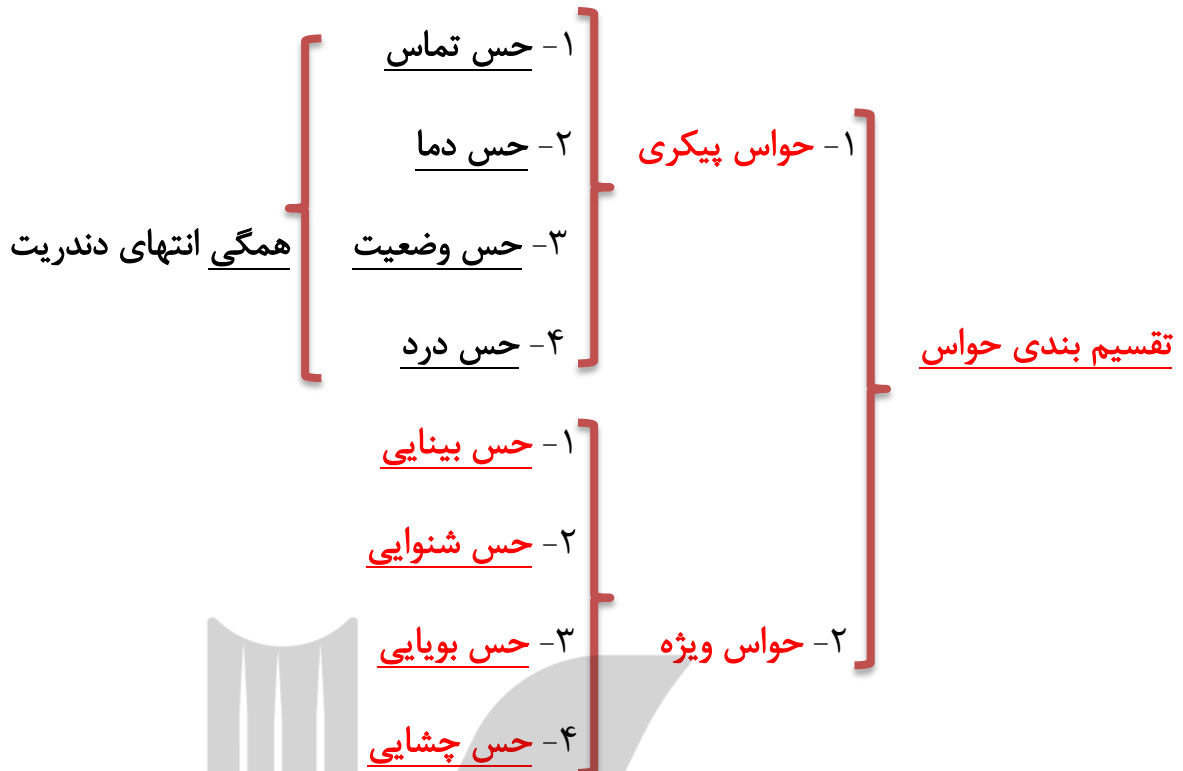 ۱- حس تماس
۱- حواس پیکری
۲- حس دما
۳- حس وضعیت
همگی انتهای دندریت
۴- حس درد
تقسیم بندی حواس
۱- حس بینایی
۲- حس شنوایی
۲- حواس ویژه
۳- حس بویایی
۴- حس چشایی